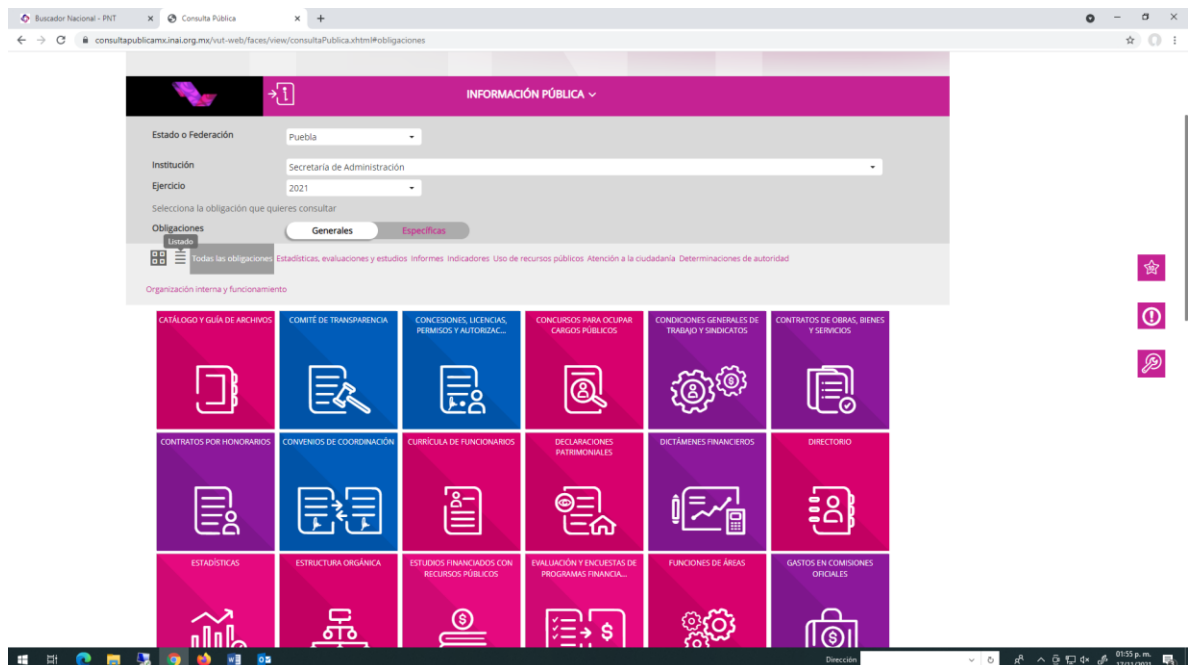 Buscador Nacional - PNT
Consulta Pública
consultapublicamx.inai.org.mx/vut-web/faces/view/consultaPublica.xhtml#obligaciones
INFORMACIÓN PÚBLICA
Estado o Federación
Puebla
Institución
Secretaría de Administración
Ejercicio
2021
Selecciona la obligación que quieres consultar
Obligaciones
Generales
Específicas
Listado
Todas las obligaciones Estadísticas, evaluaciones y estudios Informes Indicadores Uso de recursos públicos Atención a la ciudadanía Determinaciones de autoridad
Organización interna y funcionamiento
CATÁLOGO Y GUÍA DE ARCHIVOS
COMITÉ DE TRANSPARENCIA
CONCESIONES, LICENCIAS,
PERMISOS Y AUTORIZAC...
CONCURSOS PARA OCUPAR
CARGOS PÚBLICOS
CONDICIONES GENERALES DE
TRABAJO Y SINDICATOS
CONTRATOS DE OBRAS, BIENES
Y SERVICIOS
CONTRATOS POR HONORARIOS
CONVENIOS DE COORDINACIÓN
CURRÍCULA DE FUNCIONARIOS
DECLARACIONES
PATRIMONIALES
DICTÁMENES FINANCIEROS
DIRECTORIO
ESTADÍSTICAS
ESTRUCTURA ORGÁNICA
ESTUDIOS FINANCIADOS CON
RECURSOS PÚBLICOS
EVALUACIÓN Y ENCUESTAS DE
PROGRAMAS FINANCIA...
FUNCIONES DE ÁREAS
GASTOS EN COMISIONES
OFICIALES
Dirección
01:55 p. m.
17/11/2021